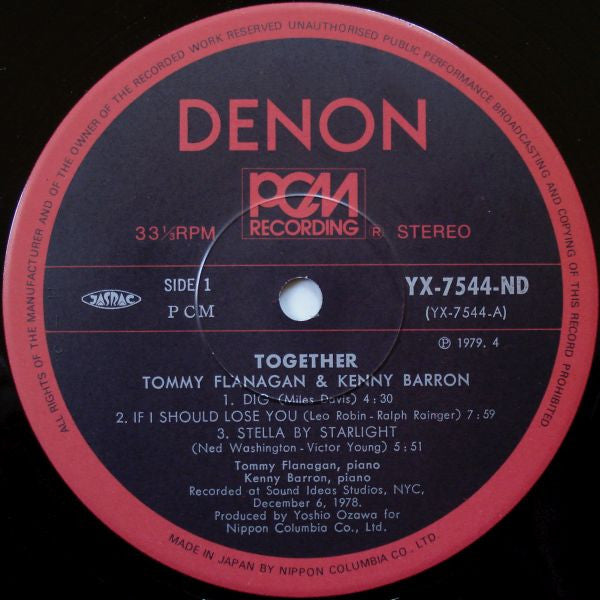 ALL RIGHTS OF THE MANUFACTURER AND OF THE OWNER OF THE RECORDED WORK RESERVED UNAUTHORISED PUBLIC PERFORMANCE BROADCASTING AND COPYING OF THIS RECORD PROHIBITED
DENON
PCM
RECORDING
33⅓RPM
R
STEREO
JASRAC
SIDE 1
PCM
YX-7544-ND
(YX-7544-A)
Ⓟ 1979. 4
TOGETHER
TOMMY FLANAGAN & KENNY BARRON
1. DIG (Miles Davis) 4:30
2. IF I SHOULD LOSE YOU (Leo Robin-Ralph Rainger) 7:59
3. STELLA BY STARLIGHT
(Ned Washington-Victor Young) 5:51
Tommy Flanagan, piano
Kenny Barron, piano
Recorded at Sound Ideas Studios, NYC,
December 6, 1978.
Produced by Yoshio Ozawa for
Nippon Columbia Co., Ltd.
MADE IN JAPAN BY NIPPON COLUMBIA CO., LTD.